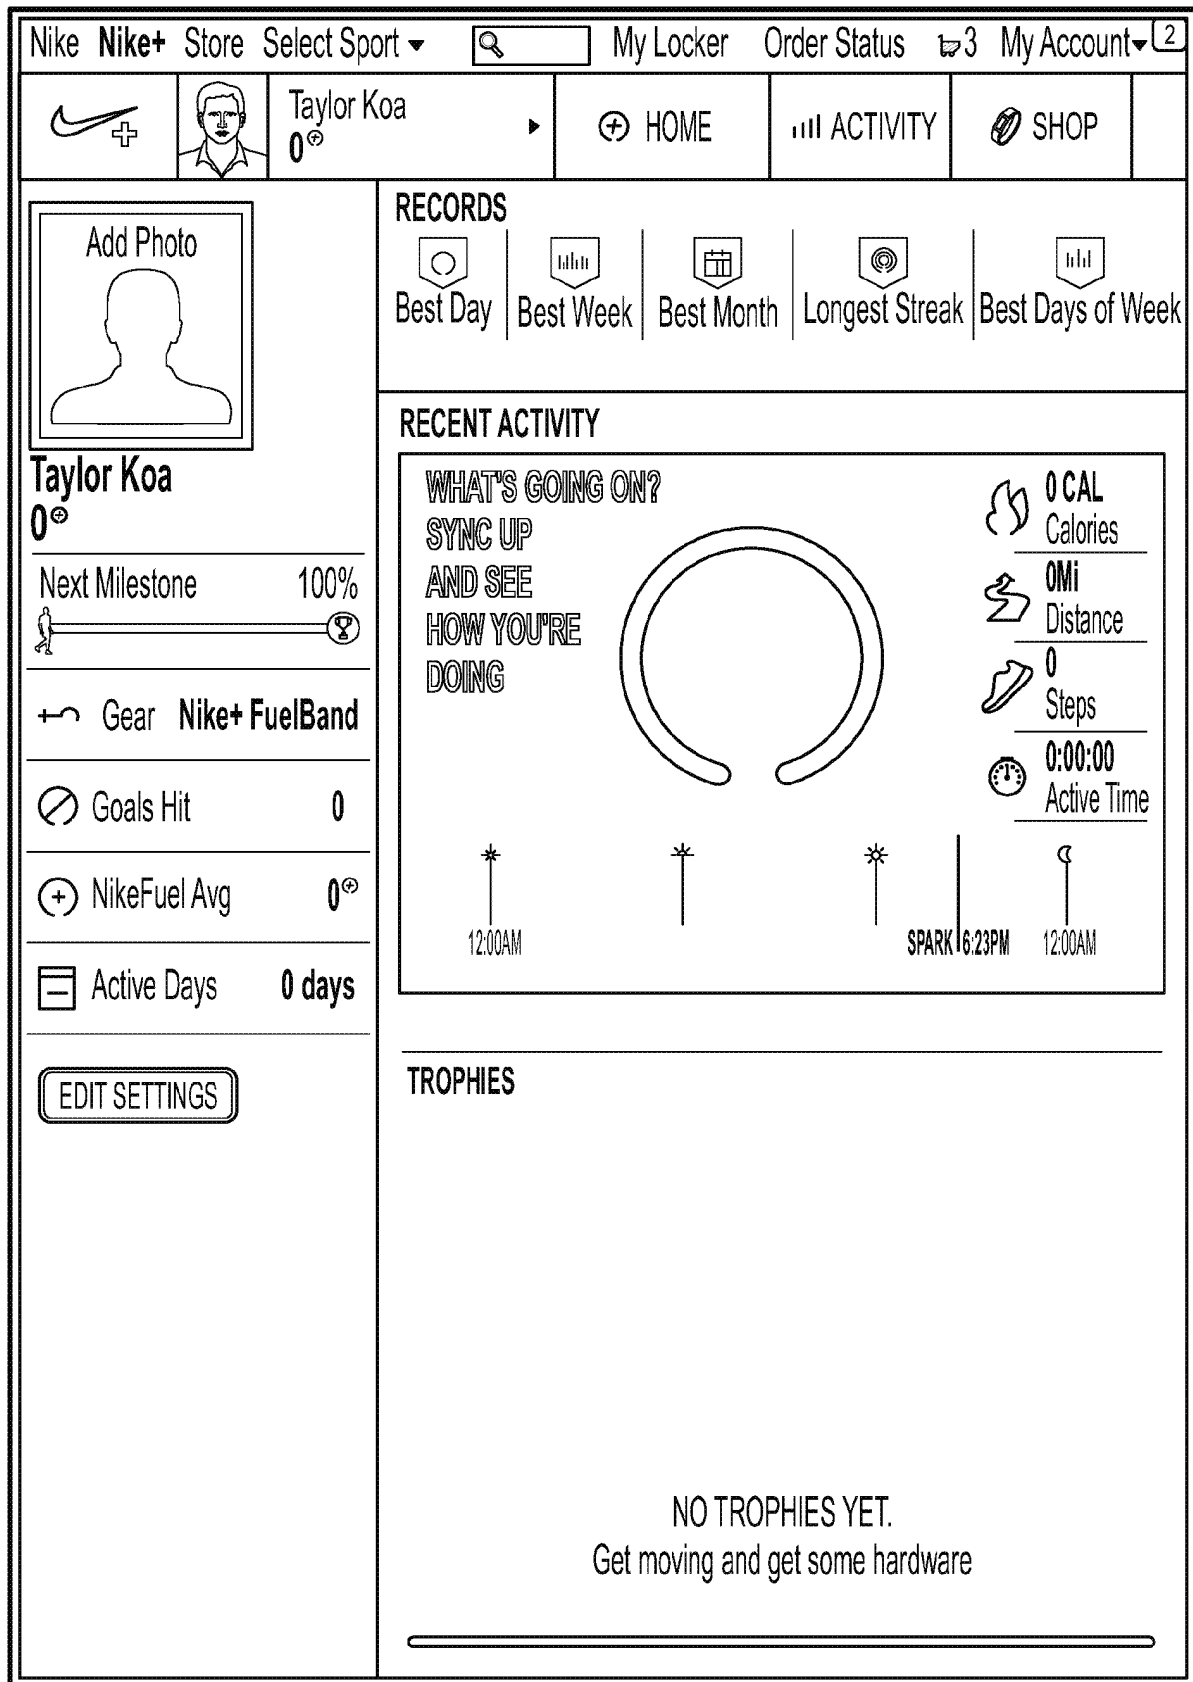 Nike Nike+ Store Select Sport My Locker Order Status 3 My Account 2
Taylor Koa
0
HOME
ACTIVITY
SHOP
Add Photo
Taylor Koa
0
Next Milestone 100%
Gear Nike+ FuelBand
Goals Hit 0
NikeFuel Avg 0
Active Days 0 days
EDIT SETTINGS
RECORDS
Best Day
Best Week
Best Month
Longest Streak
Best Days of Week
RECENT ACTIVITY
WHAT'S GOING ON?
SYNC UP
AND SEE
HOW YOU'RE
DOING
0 CAL
Calories
0Mi
Distance
0
Steps
0:00:00
Active Time
12:00AM SPARK 6:23PM 12:00AM
TROPHIES
NO TROPHIES YET.
Get moving and get some hardware